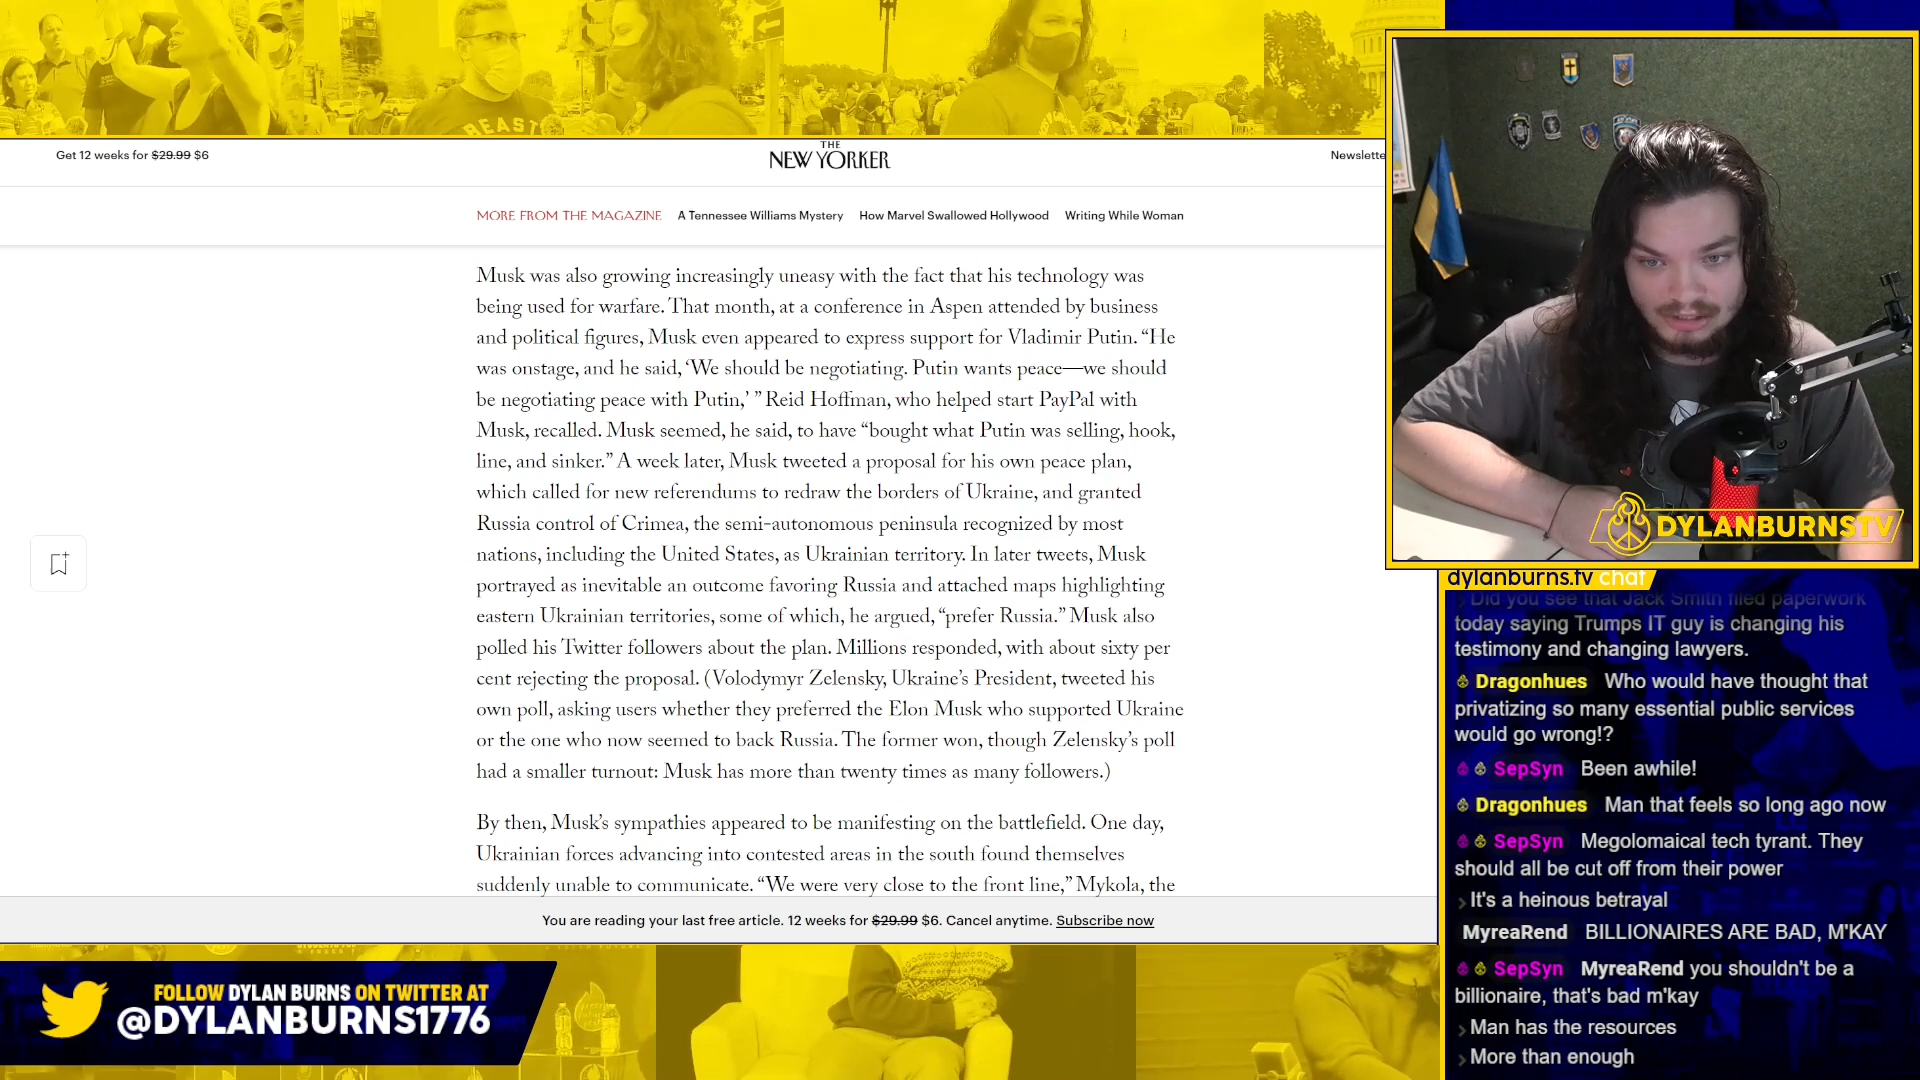 BEAST
Get 12 weeks for $29.99 $6
THE
NEW YORKER
Newslette
MORE FROM THE MAGAZINE A Tennessee Williams Mystery How Marvel Swallowed Hollywood Writing While Woman
Musk was also growing increasingly uneasy with the fact that his technology was
being used for warfare. That month, at a conference in Aspen attended by business
and political figures, Musk even appeared to express support for Vladimir Putin. “He
was onstage, and he said, ‘We should be negotiating. Putin wants peace—we should
be negotiating peace with Putin,’ ” Reid Hoffman, who helped start PayPal with
Musk, recalled. Musk seemed, he said, to have “bought what Putin was selling, hook,
line, and sinker.” A week later, Musk tweeted a proposal for his own peace plan,
which called for new referendums to redraw the borders of Ukraine, and granted
Russia control of Crimea, the semi-autonomous peninsula recognized by most
nations, including the United States, as Ukrainian territory. In later tweets, Musk
portrayed as inevitable an outcome favoring Russia and attached maps highlighting
eastern Ukrainian territories, some of which, he argued, “prefer Russia.” Musk also
polled his Twitter followers about the plan. Millions responded, with about sixty per
cent rejecting the proposal. (Volodymyr Zelensky, Ukraine’s President, tweeted his
own poll, asking users whether they preferred the Elon Musk who supported Ukraine
or the one who now seemed to back Russia. The former won, though Zelensky’s poll
had a smaller turnout: Musk has more than twenty times as many followers.)
By then, Musk’s sympathies appeared to be manifesting on the battlefield. One day,
Ukrainian forces advancing into contested areas in the south found themselves
suddenly unable to communicate. “We were very close to the front line,” Mykola, the
You are reading your last free article. 12 weeks for $29.99 $6. Cancel anytime. Subscribe now
FOLLOW DYLAN BURNS ON TWITTER AT
@DYLANBURNS1776
DYLANBURNSTV
dylanburns.tv chat
Did you see that Jack Smith filed paperwork
today saying Trumps IT guy is changing his
testimony and changing lawyers.
Dragonhues Who would have thought that
privatizing so many essential public services
would go wrong!?
SepSyn Been awhile!
Dragonhues Man that feels so long ago now
SepSyn Megolomaical tech tyrant. They
should all be cut off from their power
It's a heinous betrayal
MyreaRend BILLIONAIRES ARE BAD, M'KAY
SepSyn MyreaRend you shouldn't be a
billionaire, that's bad m'kay
Man has the resources
More than enough